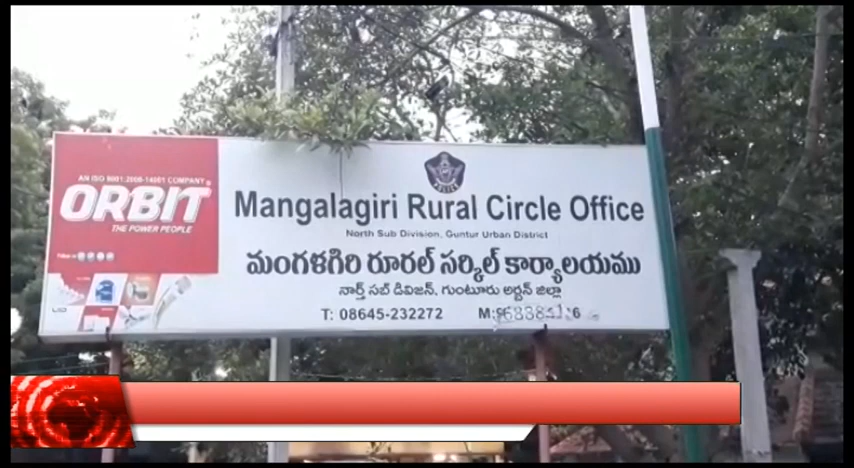 AN ISO 9001:2008-14001 COMPANY
ORBIT
THE POWER PEOPLE
POLICE
Mangalagiri Rural Circle Office
North Sub Division, Guntur Urban District
మంగళగిరి రూరల్ సర్కిల్ కార్యాలయము
నార్త్ సబ్ డివిజన్, గుంటూరు అర్బన్ జిల్లా
T: 08645-232272